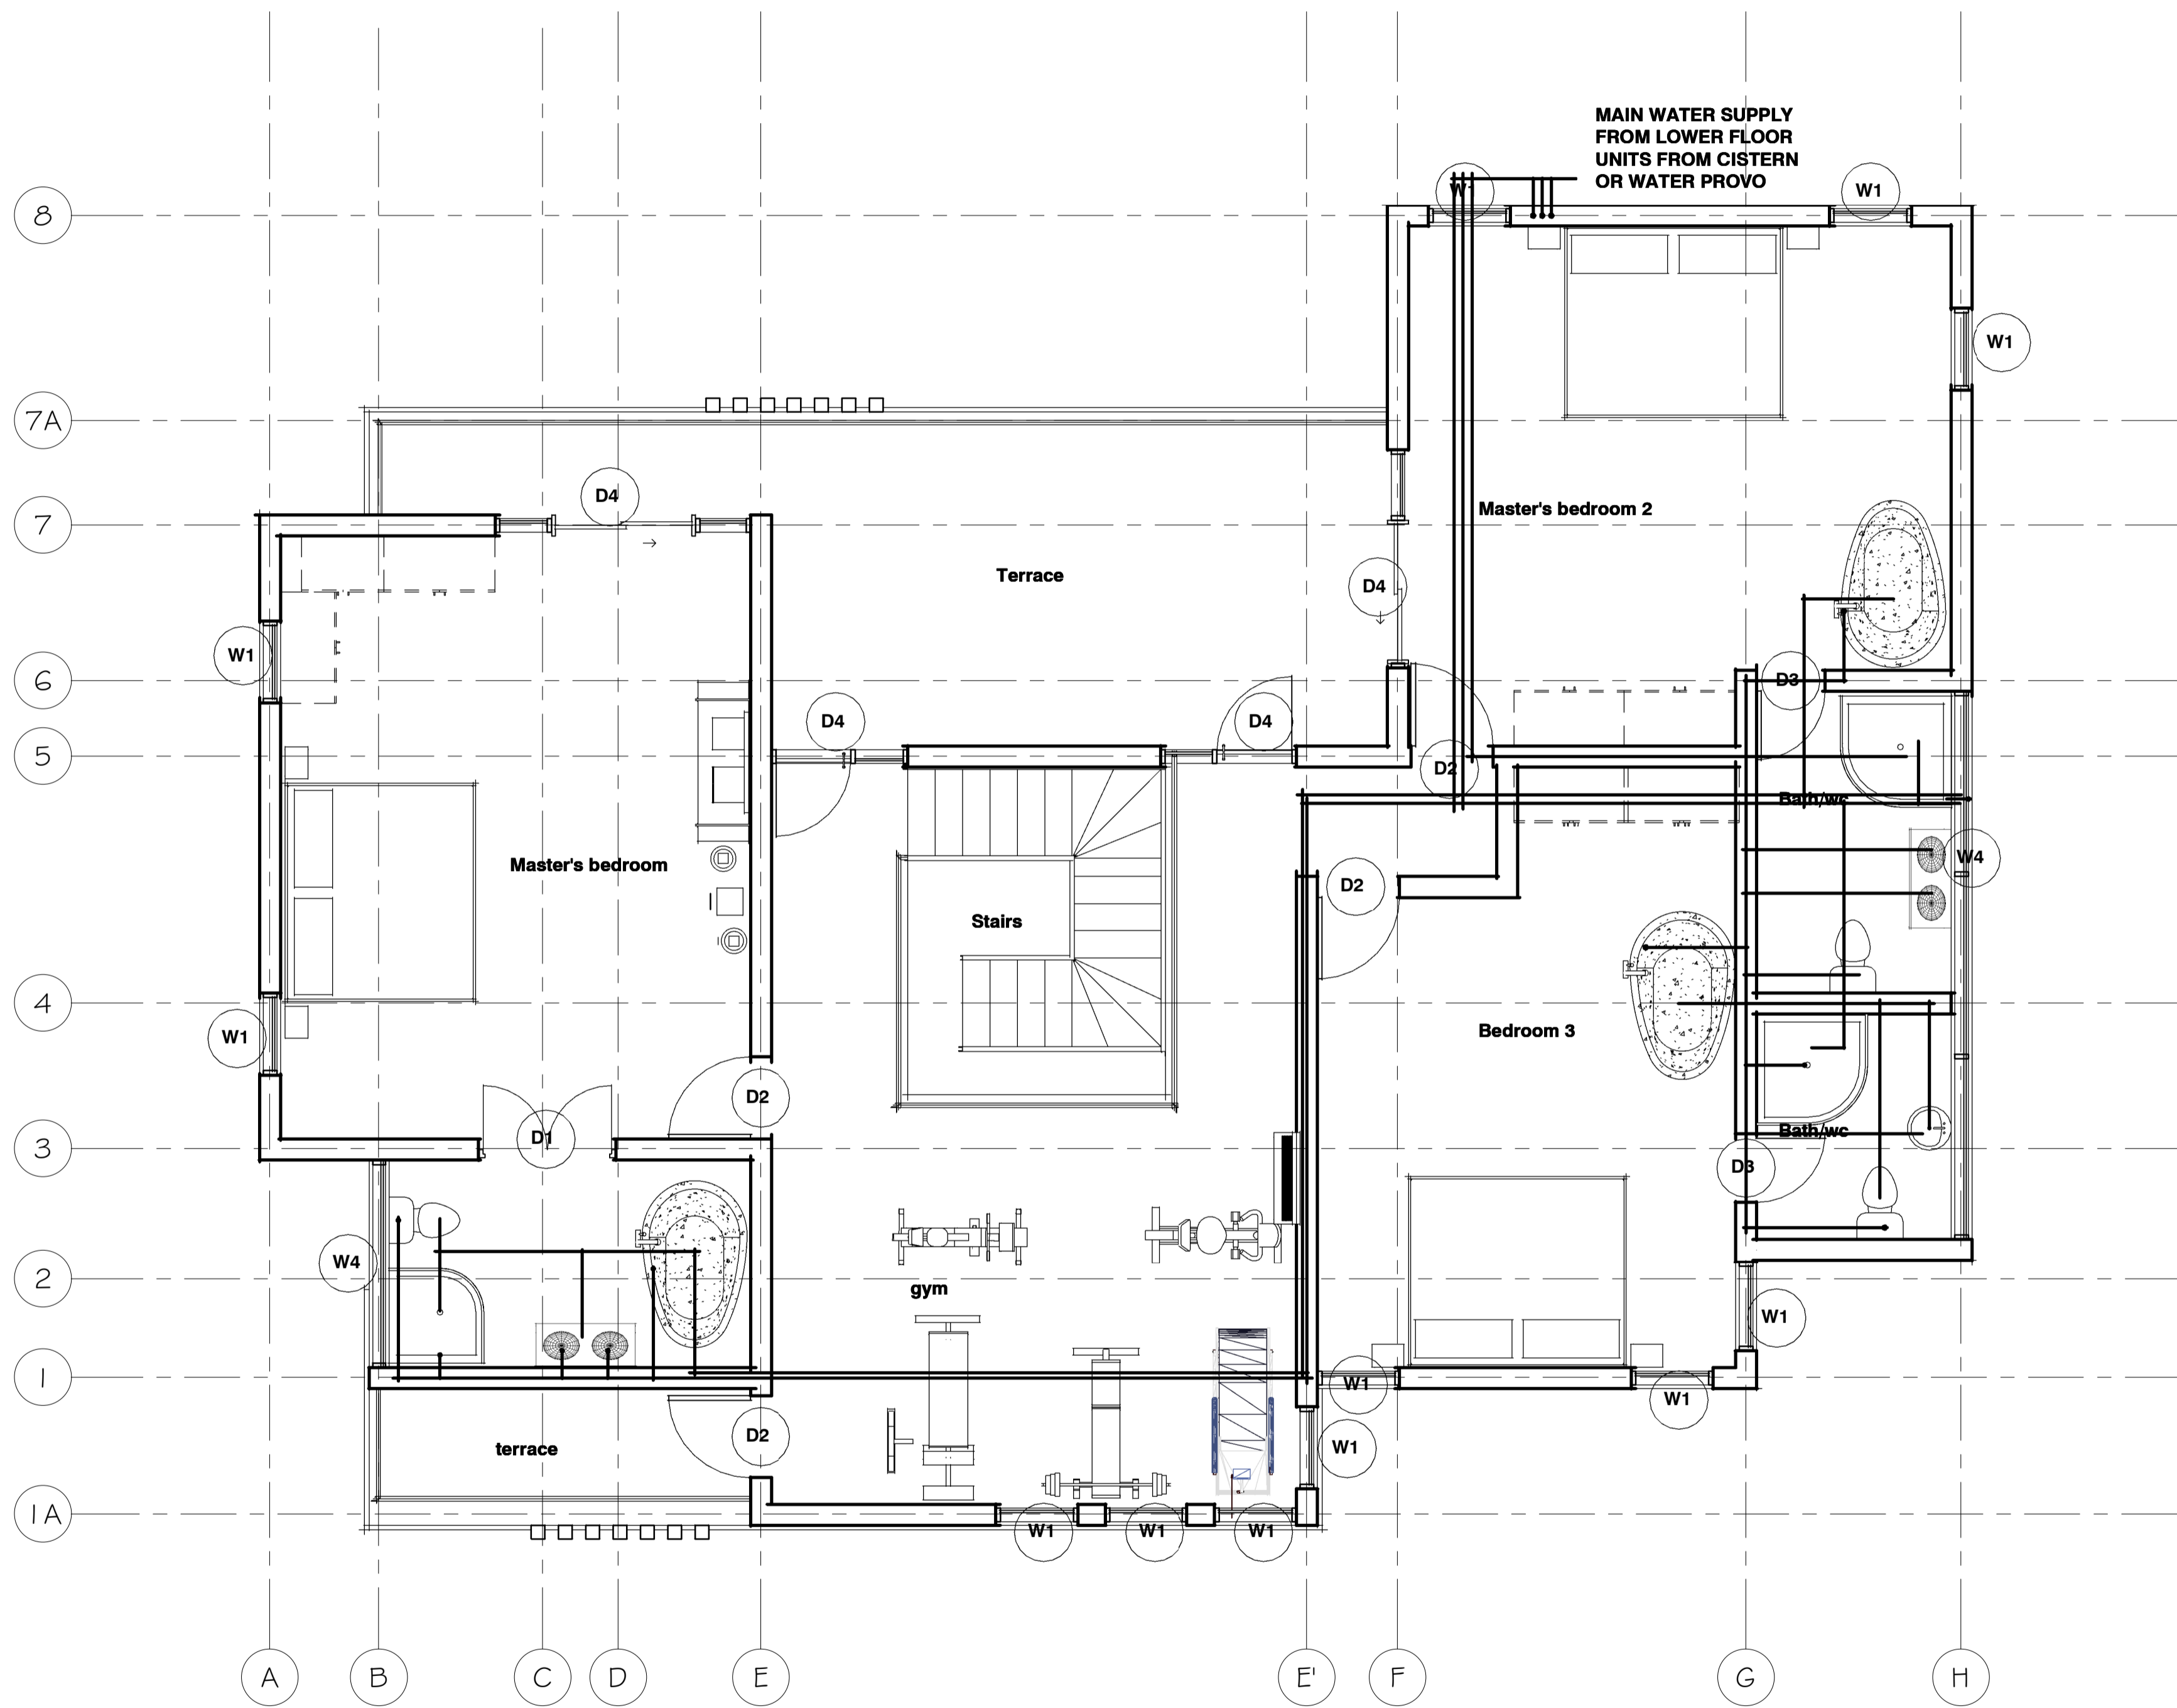 MAIN WATER SUPPLY
FROM LOWER FLOOR
UNITS FROM CISTERN
OR WATER PROVO
8
W1
W1
W1
7A
7
D4
Master's bedroom 2
Terrace
D4
W1
6
D3
5
D4
D4
D2
Bath/wc
Master's bedroom
D2
W4
Stairs
4
W1
Bedroom 3
D2
3
D1
Bath/wc
D3
2
W4
gym
W1
1
W1
W1
terrace
D2
W1
1A
W1
W1
W1
A
B
C
D
E
E'
F
G
H